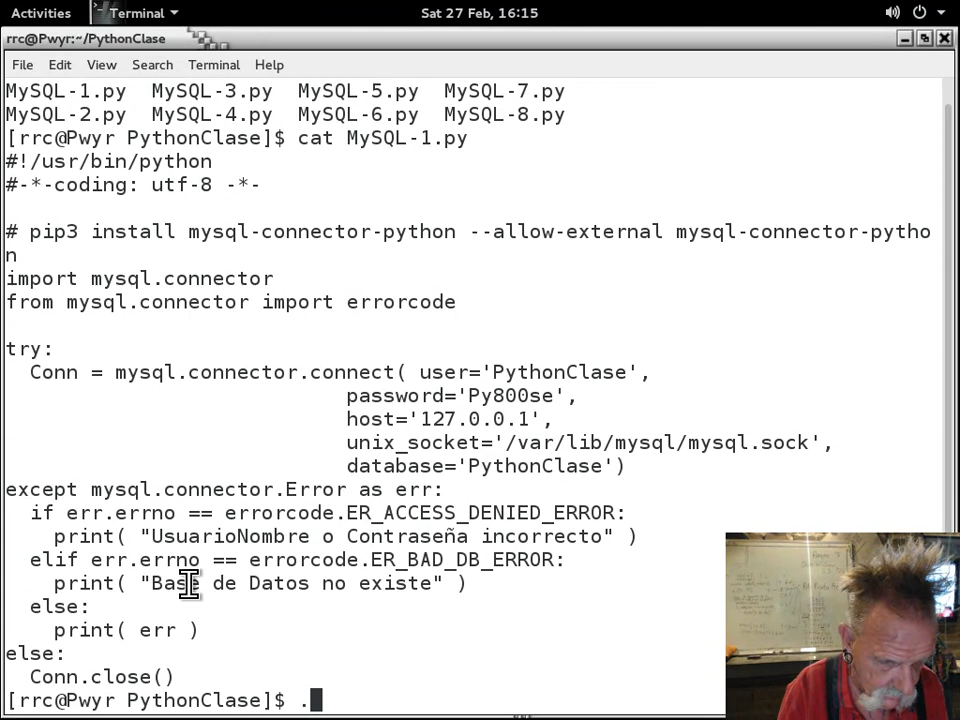 Activities Terminal Sat 27 Feb, 16:15
rrc@Pwyr:~/PythonClase
File Edit View Search Terminal Help
MySQL-1.py MySQL-3.py MySQL-5.py MySQL-7.py
MySQL-2.py MySQL-4.py MySQL-6.py MySQL-8.py
[rrc@Pwyr PythonClase]$ cat MySQL-1.py
#!/usr/bin/python
#-*-coding: utf-8 -*-
# pip3 install mysql-connector-python --allow-external mysql-connector-pytho
n
import mysql.connector
from mysql.connector import errorcode
try:
  Conn = mysql.connector.connect( user='PythonClase',
                            password='Py800se',
                            host='127.0.0.1',
                            unix_socket='/var/lib/mysql/mysql.sock',
                            database='PythonClase')
except mysql.connector.Error as err:
  if err.errno == errorcode.ER_ACCESS_DENIED_ERROR:
    print( "UsuarioNombre o Contraseña incorrecto" )
  elif err.errno == errorcode.ER_BAD_DB_ERROR:
    print( "Base de Datos no existe" )
  else:
    print( err )
else:
  Conn.close()
[rrc@Pwyr PythonClase]$ .